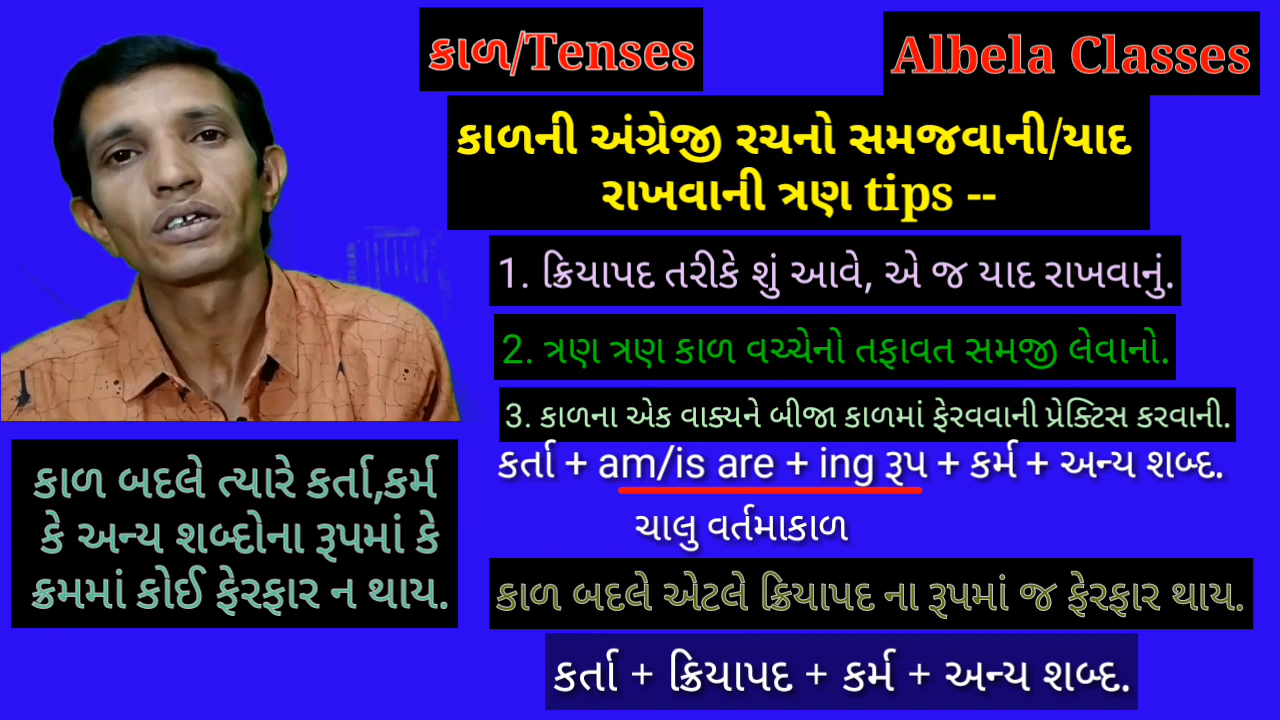 કાળ/Tenses
Albela Classes
કાળની અંગ્રેજી રચનો સમજવાની/યાદ
રાખવાની ત્રણ tips --
1. ક્રિયાપદ તરીકે શું આવે, એ જ યાદ રાખવાનું.
2. ત્રણ ત્રણ કાળ વચ્ચેનો તફાવત સમજી લેવાનો.
3. કાળના એક વાક્યને બીજા કાળમાં ફેરવવાની પ્રેક્ટિસ કરવાની.
કર્તા + am/is are + ing રૂપ + કર્મ + અન્ય શબ્દ.
ચાલુ વર્તમાકાળ
કાળ બદલે ત્યારે કર્તા,કર્મ
કે અન્ય શબ્દોના રૂપમાં કે
ક્રમમાં કોઈ ફેરફાર ન થાય.
કાળ બદલે એટલે ક્રિયાપદ ના રૂપમાં જ ફેરફાર થાય.
કર્તા + ક્રિયાપદ + કર્મ + અન્ય શબ્દ.